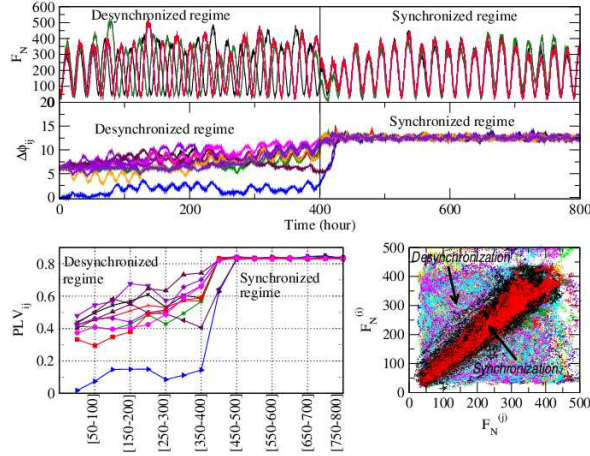 Desynchronized regime
Synchronized regime
F_N
600
500
400
300
200
100
20
Desynchronized regime
Synchronized regime
Δϕ_ij
15
10
5
0
0
200
400
600
800
Time (hour)
Desynchronized
regime
Synchronized
regime
PLV_ij
0.8
0.6
0.4
0.2
0
[50-100]
[150-200]
[250-300]
[350-400]
[450-500]
[550-600]
[650-700]
[750-800]
Desynchronization
Synchronization
F_N^(i)
500
400
300
200
100
0
0
100
200
300
400
500
F_N^(j)